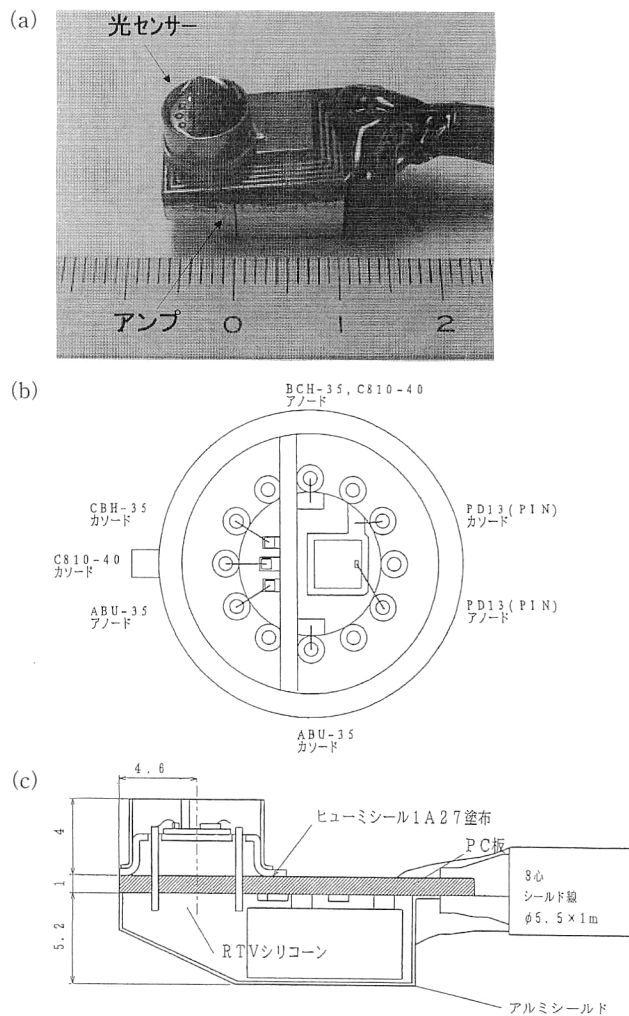 (a)
光センサー
アンプ
0
1
2
(b)
BCH-35, C810-40
アノード
CBH-35
カソード
C810-40
カソード
ABU-35
アノード
PD13(PIN)
カソード
PD13(PIN)
アノード
ABU-35
カソード
(c)
4.6
4
1
5.2
ヒューミシール1A27塗布
PC板
8心
シールド線
φ5.5×1m
RTVシリコーン
アルミシールド